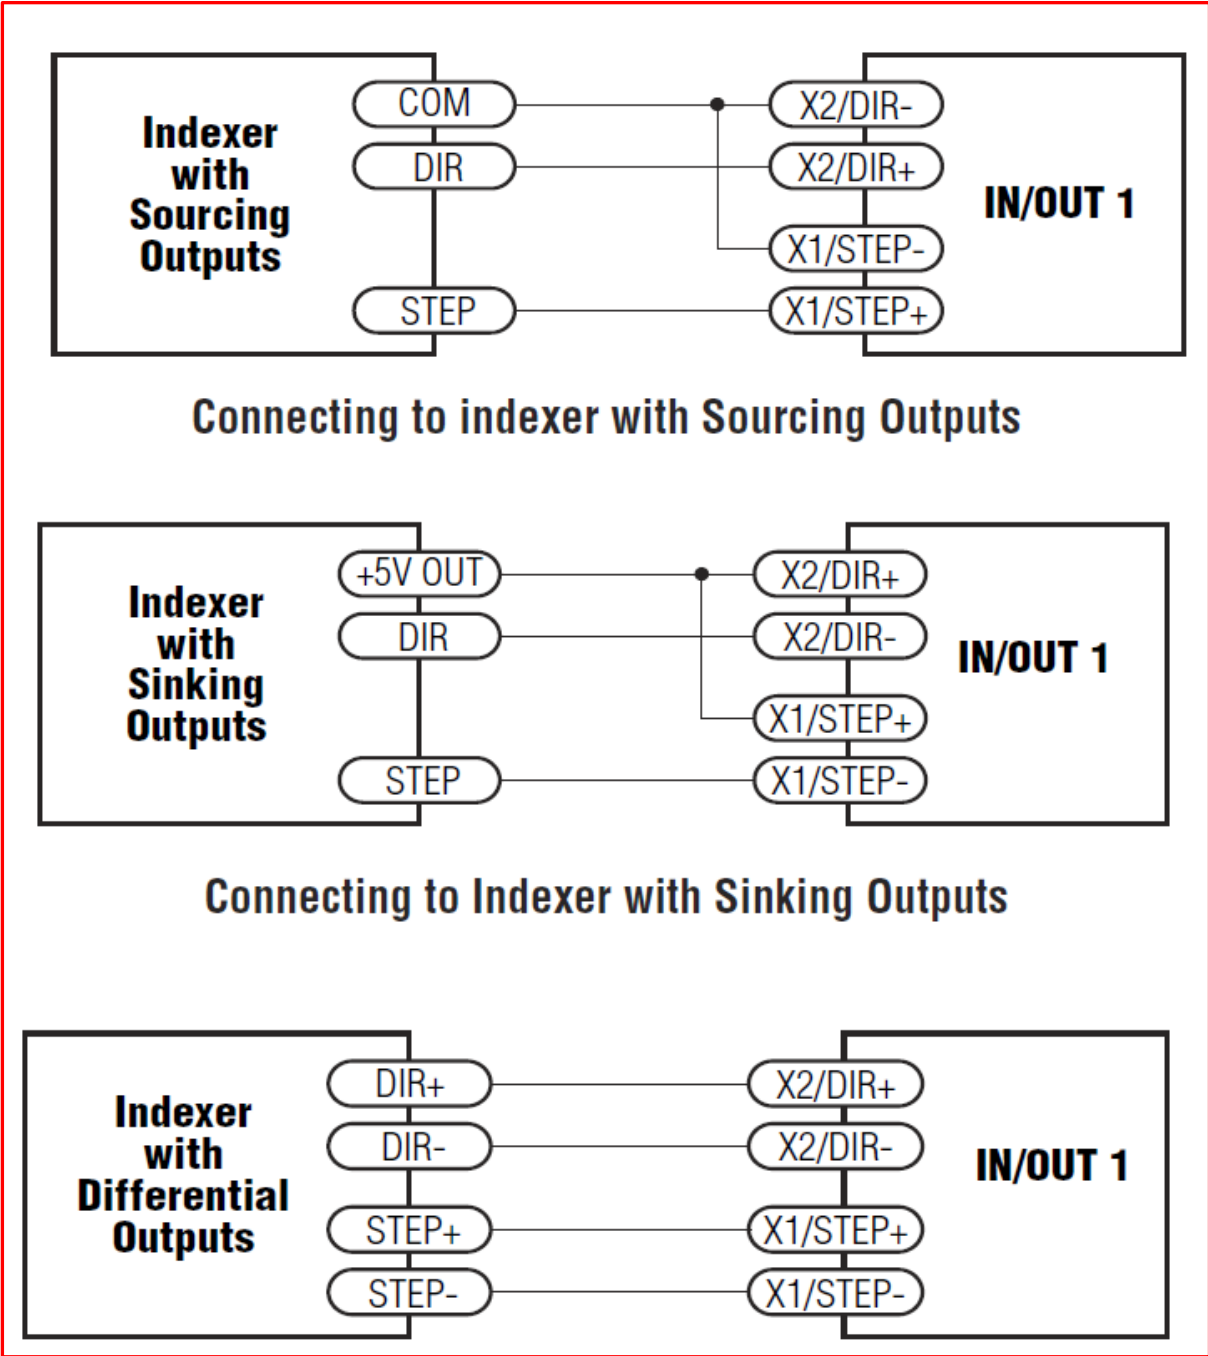 Indexer
with
Sourcing
Outputs
COM
DIR
STEP
X2/DIR-
X2/DIR+
X1/STEP-
X1/STEP+
IN/OUT 1
Connecting to indexer with Sourcing Outputs
Indexer
with
Sinking
Outputs
+5V OUT
DIR
STEP
X2/DIR+
X2/DIR-
X1/STEP+
X1/STEP-
IN/OUT 1
Connecting to Indexer with Sinking Outputs
Indexer
with
Differential
Outputs
DIR+
DIR-
STEP+
STEP-
X2/DIR+
X2/DIR-
X1/STEP+
X1/STEP-
IN/OUT 1